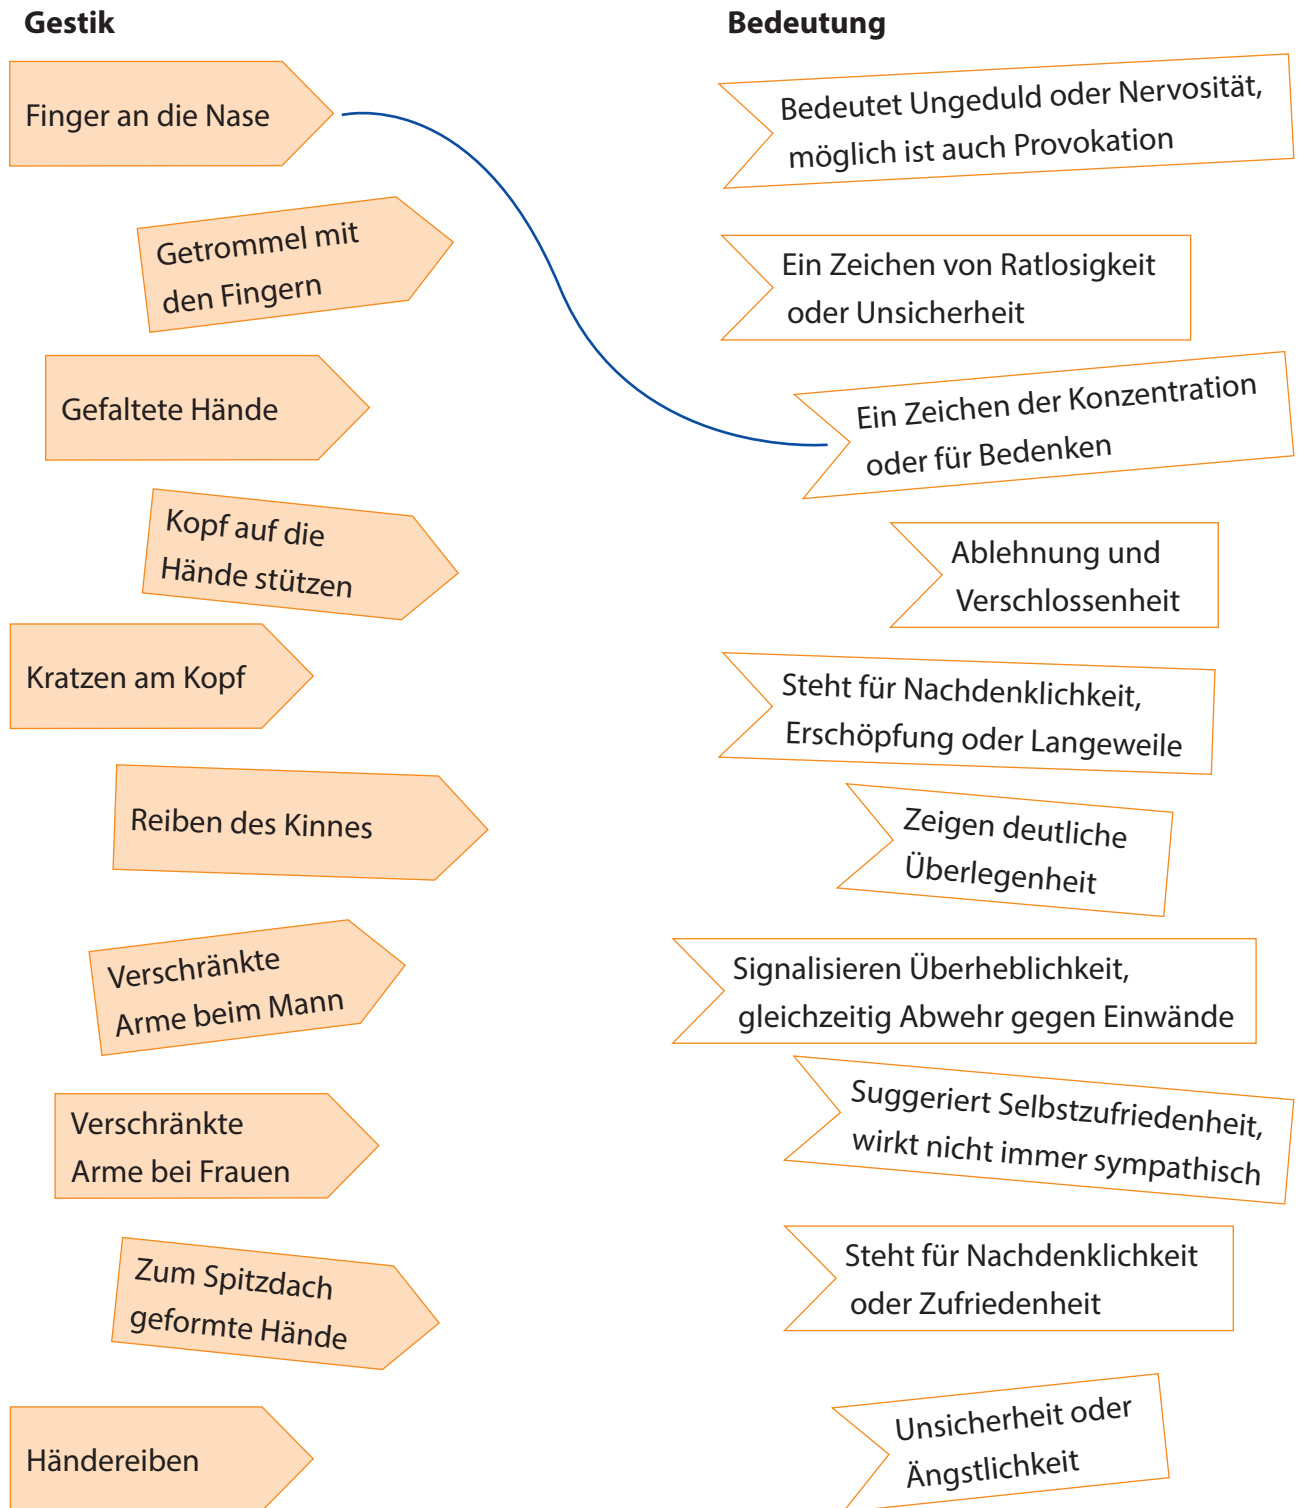 Gestik
Finger an die Nase
Getrommel mit
den Fingern
Gefaltete Hände
Kopf auf die
Hände stützen
Kratzen am Kopf
Reiben des Kinnes
Verschränkte
Arme beim Mann
Verschränkte
Arme bei Frauen
Zum Spitzdach
geformte Hände
Händereiben
Bedeutung
Bedeutet Ungeduld oder Nervosität,
möglich ist auch Provokation
Ein Zeichen von Ratlosigkeit
oder Unsicherheit
Ein Zeichen der Konzentration
oder für Bedenken
Ablehnung und
Verschlossenheit
Steht für Nachdenklichkeit,
Erschöpfung oder Langeweile
Zeigen deutliche
Überlegenheit
Signalisieren Überheblichkeit,
gleichzeitig Abwehr gegen Einwände
Suggeriert Selbstzufriedenheit,
wirkt nicht immer sympathisch
Steht für Nachdenklichkeit
oder Zufriedenheit
Unsicherheit oder
Ängstlichkeit